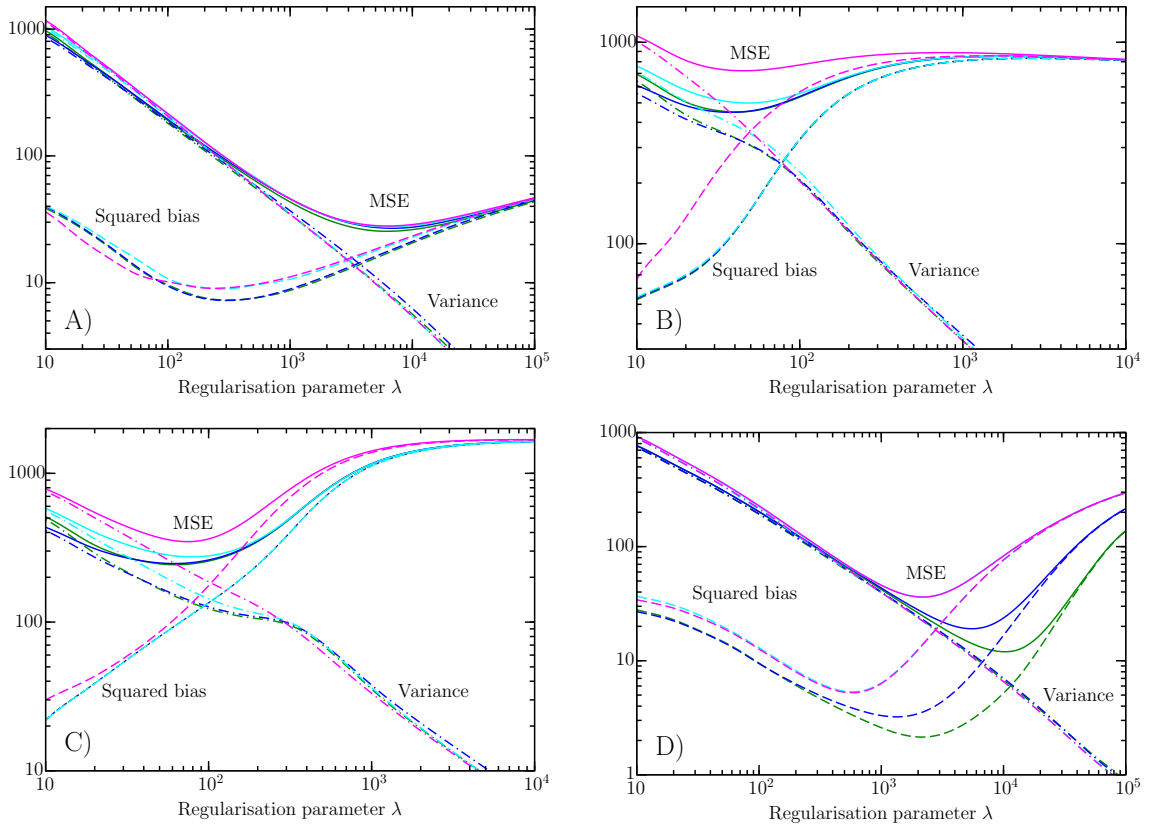 1000
100
10
MSE
Squared bias
Variance
A)
10 10² 10³ 10⁴ 10⁵
Regularisation parameter λ
1000
100
MSE
Squared bias
Variance
B)
10 10² 10³ 10⁴
Regularisation parameter λ
1000
100
10
MSE
Squared bias
Variance
C)
10 10² 10³ 10⁴
Regularisation parameter λ
1000
100
10
1
MSE
Squared bias
Variance
D)
10 10² 10³ 10⁴ 10⁵
Regularisation parameter λ